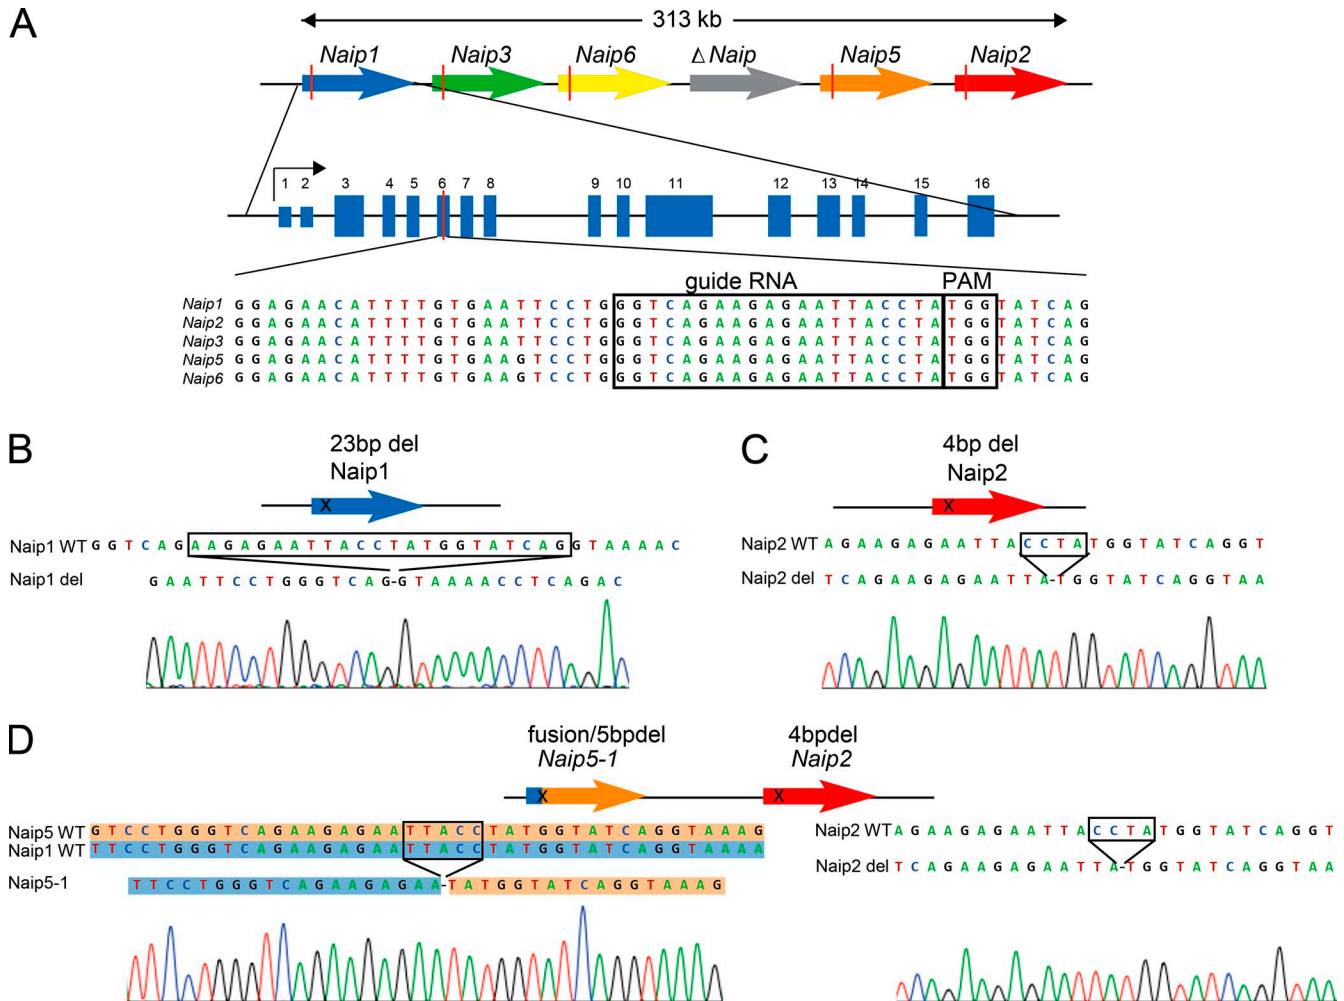 A
313 kb
Naip1 Naip3 Naip6 Δ Naip Naip5 Naip2
1 2 3 4 5 6 7 8 9 10 11 12 13 14 15 16
guide RNA PAM
Naip1 G G A G A A C A T T T T G T G A A T T C C T G G G T C A G A A G A G A A T T A C C T A T G G T A T C A G
Naip2 G G A G A A C A T T T T G T G A A T T C C T G G G T C A G A A G A G A A T T A C C T A T G G T A T C A G
Naip3 G G A G A A C A T T T T G T G A A T T C C T G G G T C A G A A G A G A A T T A C C T A T G G T A T C A G
Naip5 G G A G A A C A T T T T G T G A A G T C C T G G G T C A G A A G A G A A T T A C C T A T G G T A T C A G
Naip6 G G A G A A C A T T T T G T G A A G T C C T G G G T C A G A A G A G A A T T A C C T A T G G T A T C A G
B
23bp del
Naip1
X
Naip1 WT G G T C A G A A G A G A A T T A C C T A T G G T A T C A G G T A A A A C
Naip1 del G A A T T C C T G G G T C A G - G T A A A A C C T C A G A C
C
4bp del
Naip2
X
Naip2 WT A G A A G A G A A T T A C C T A T G G T A T C A G G T
Naip2 del T C A G A A G A G A A T T A - T G G T A T C A G G T A A
D
fusion/5bpdel
Naip5-1
4bpdel
Naip2
X X
Naip5 WT G T C C T G G G T C A G A A G A G A A T T A C C T A T G G T A T C A G G T A A A G
Naip1 WT T T C C T G G G T C A G A A G A G A A T T A C C T A T G G T A T C A G G T A A A A
Naip5-1 T T C C T G G G T C A G A A G A G A A - T A T G G T A T C A G G T A A A G
Naip2 WT A G A A G A G A A T T A C C T A T G G T A T C A G G T
Naip2 del T C A G A A G A G A A T T A - T G G T A T C A G G T A A